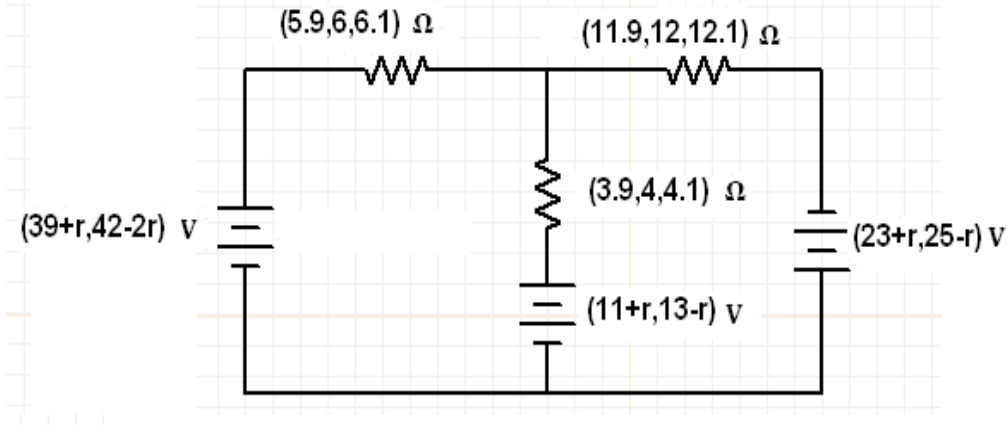 (5.9,6,6.1) Ω
(11.9,12,12.1) Ω
(3.9,4,4.1) Ω
(39+r,42-2r) V
(23+r,25-r) V
(11+r,13-r) V